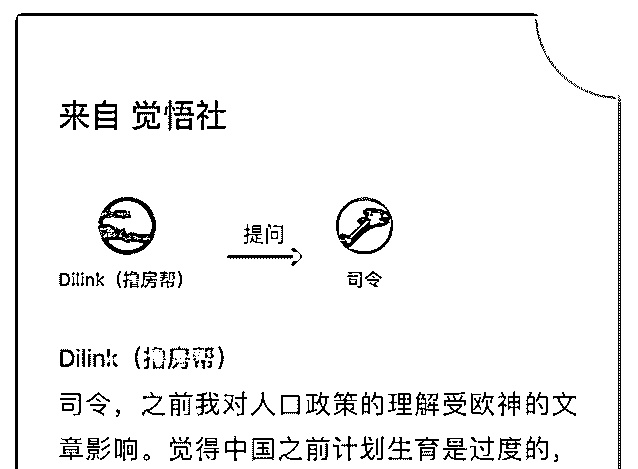 来自 觉悟社
提问
Dilink（撸房帮） 司令
Dilink（撸房帮）
司令，之前我对人口政策的理解受欧神的文
章影响。觉得中国之前计划生育是过度的，